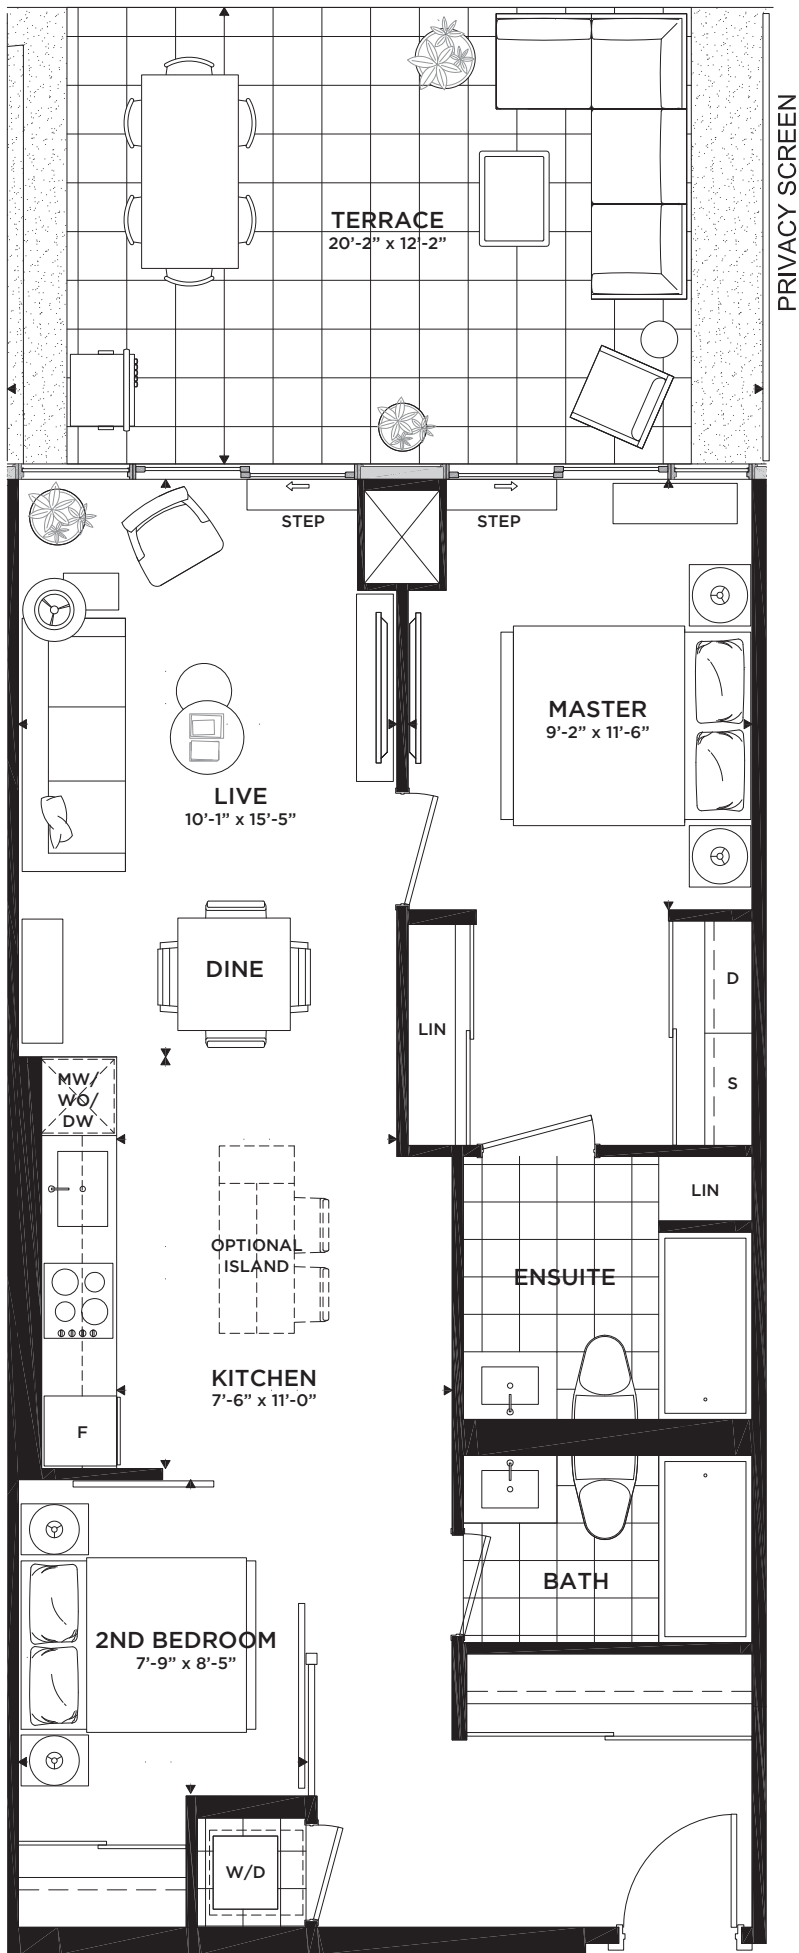 PRIVACY SCREEN
TERRACE
20'-2” x 12'-2”
STEP
STEP
MASTER
9'-2” x 11'-6”
LIVE
10'-1” x 15'-5”
DINE
D
LIN
S
MW/
WO/
DW
LIN
OPTIONAL
ISLAND
ENSUITE
KITCHEN
7'-6” x 11'-0”
F
BATH
2ND BEDROOM
7'-9” x 8'-5”
W/D